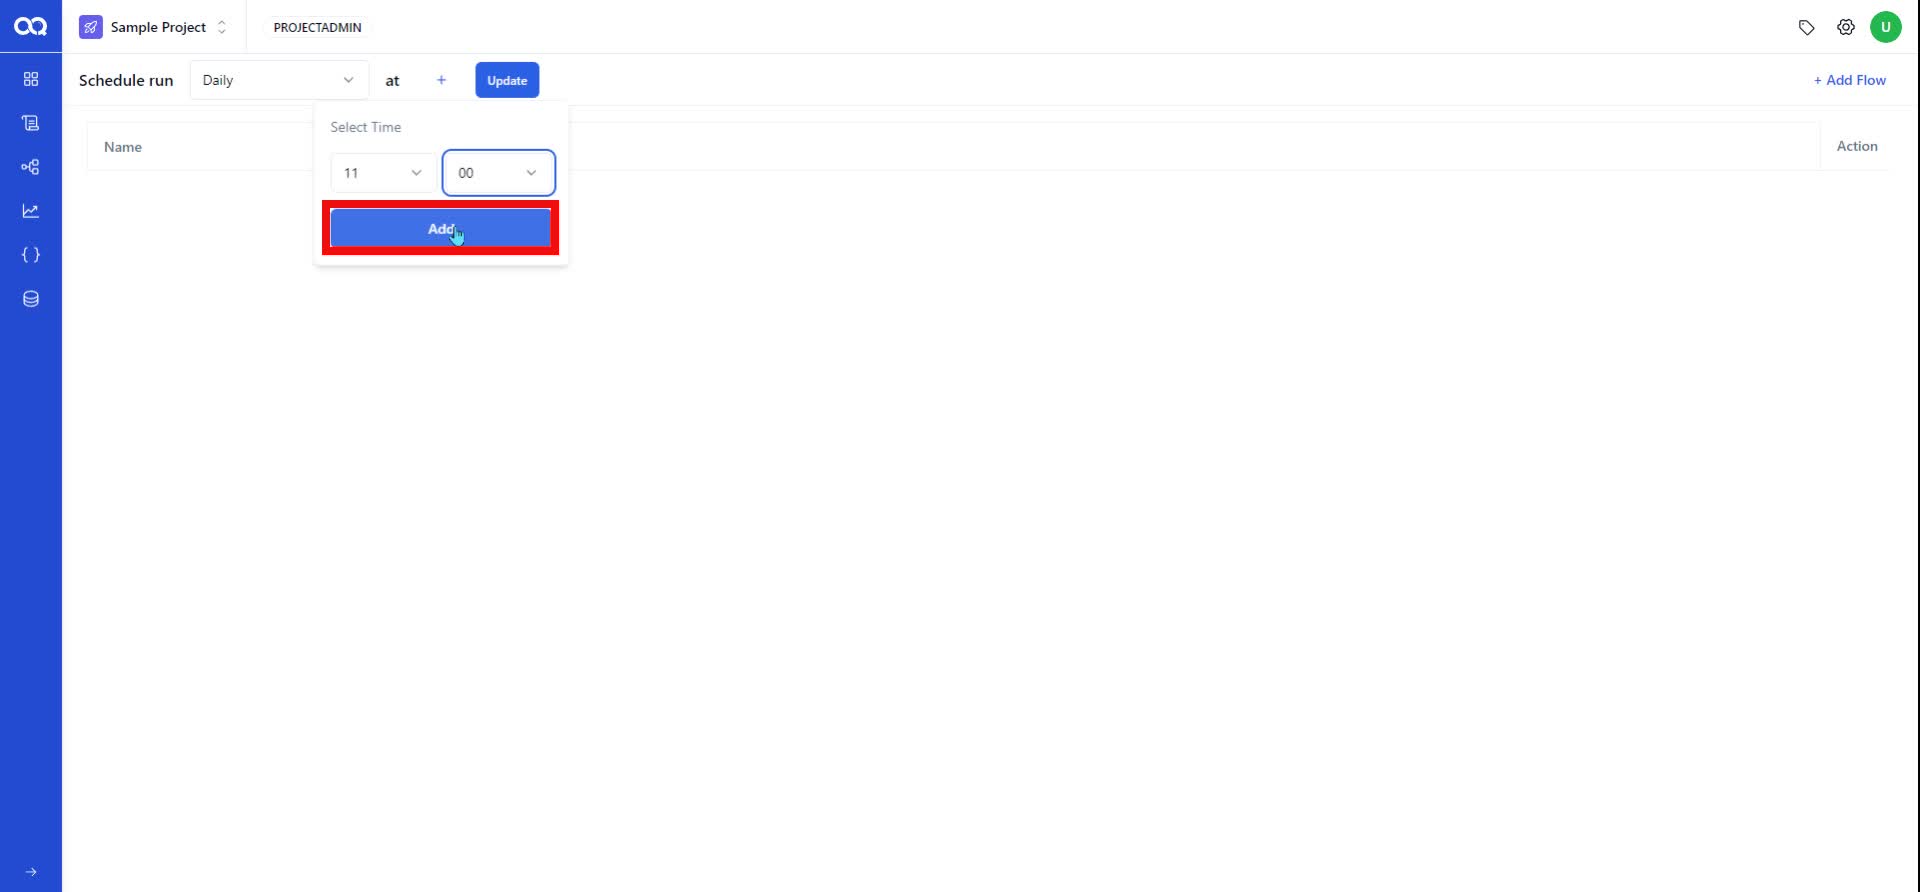 Sample Project
PROJECTADMIN
U
Schedule run
Daily
at
+
Update
+ Add Flow
Select Time
Name
Action
11
00
Add